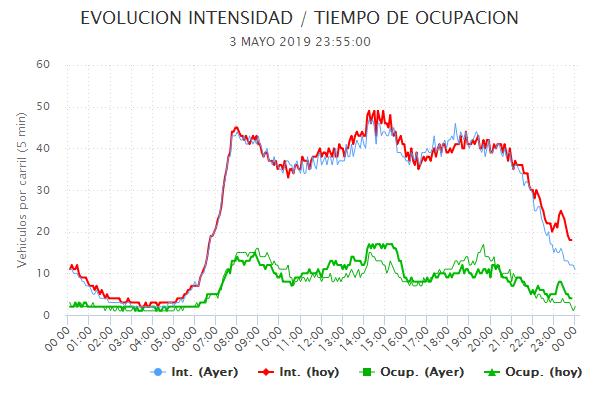 EVOLUCION INTENSIDAD / TIEMPO DE OCUPACION
3 MAYO 2019 23:55:00
Vehiculos por carril (5 min)
60
50
40
30
20
10
0
00:00 01:00 02:00 03:00 04:00 05:00 06:00 07:00 08:00 09:00 10:00 11:00 12:00 13:00 14:00 15:00 16:00 17:00 18:00 19:00 20:00 21:00 22:00 23:00 00:00
Int. (Ayer) Int. (hoy) Ocup. (Ayer) Ocup. (hoy)